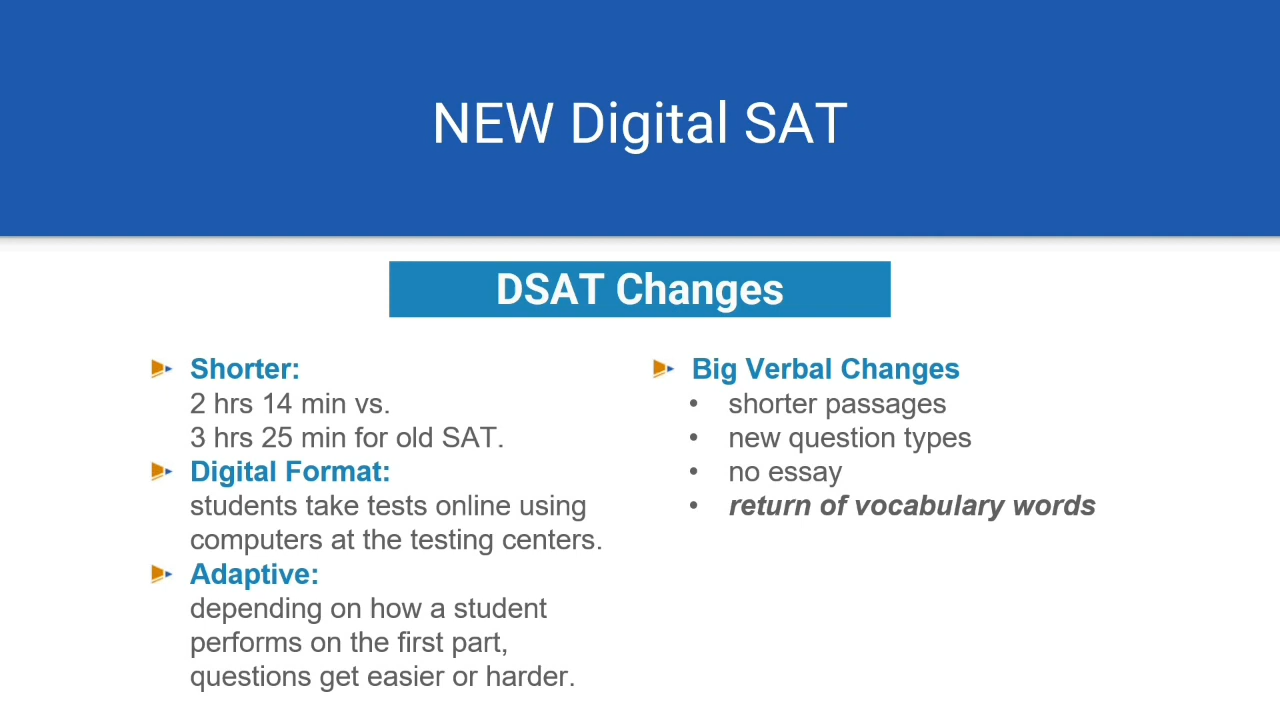 NEW Digital SAT
DSAT Changes
Shorter:
2 hrs 14 min vs.
3 hrs 25 min for old SAT.
Digital Format:
students take tests online using
computers at the testing centers.
Adaptive:
depending on how a student
performs on the first part,
questions get easier or harder.
Big Verbal Changes
• shorter passages
• new question types
• no essay
• return of vocabulary words